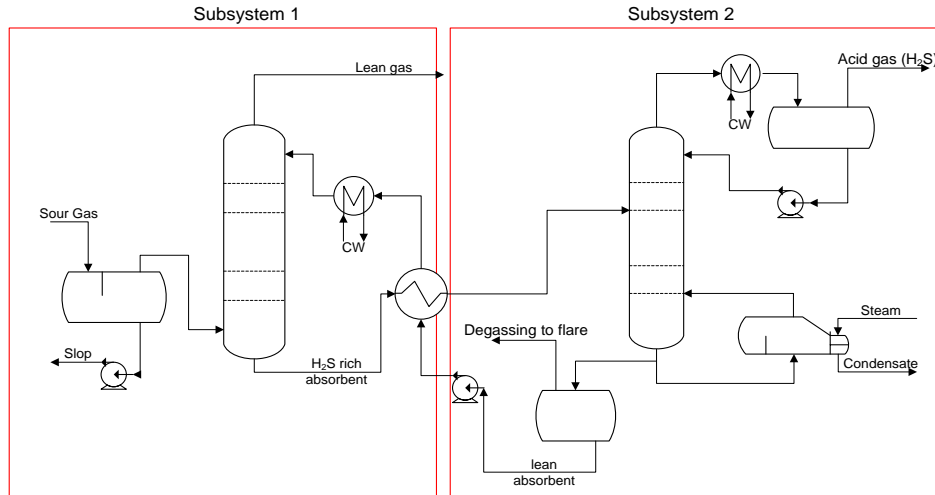 Subsystem 1
Subsystem 2
Lean gas
Acid gas (H₂S)
CW
Sour Gas
CW
Steam
Degassing to flare
Slop
H₂S rich
absorbent
Condensate
lean
absorbent